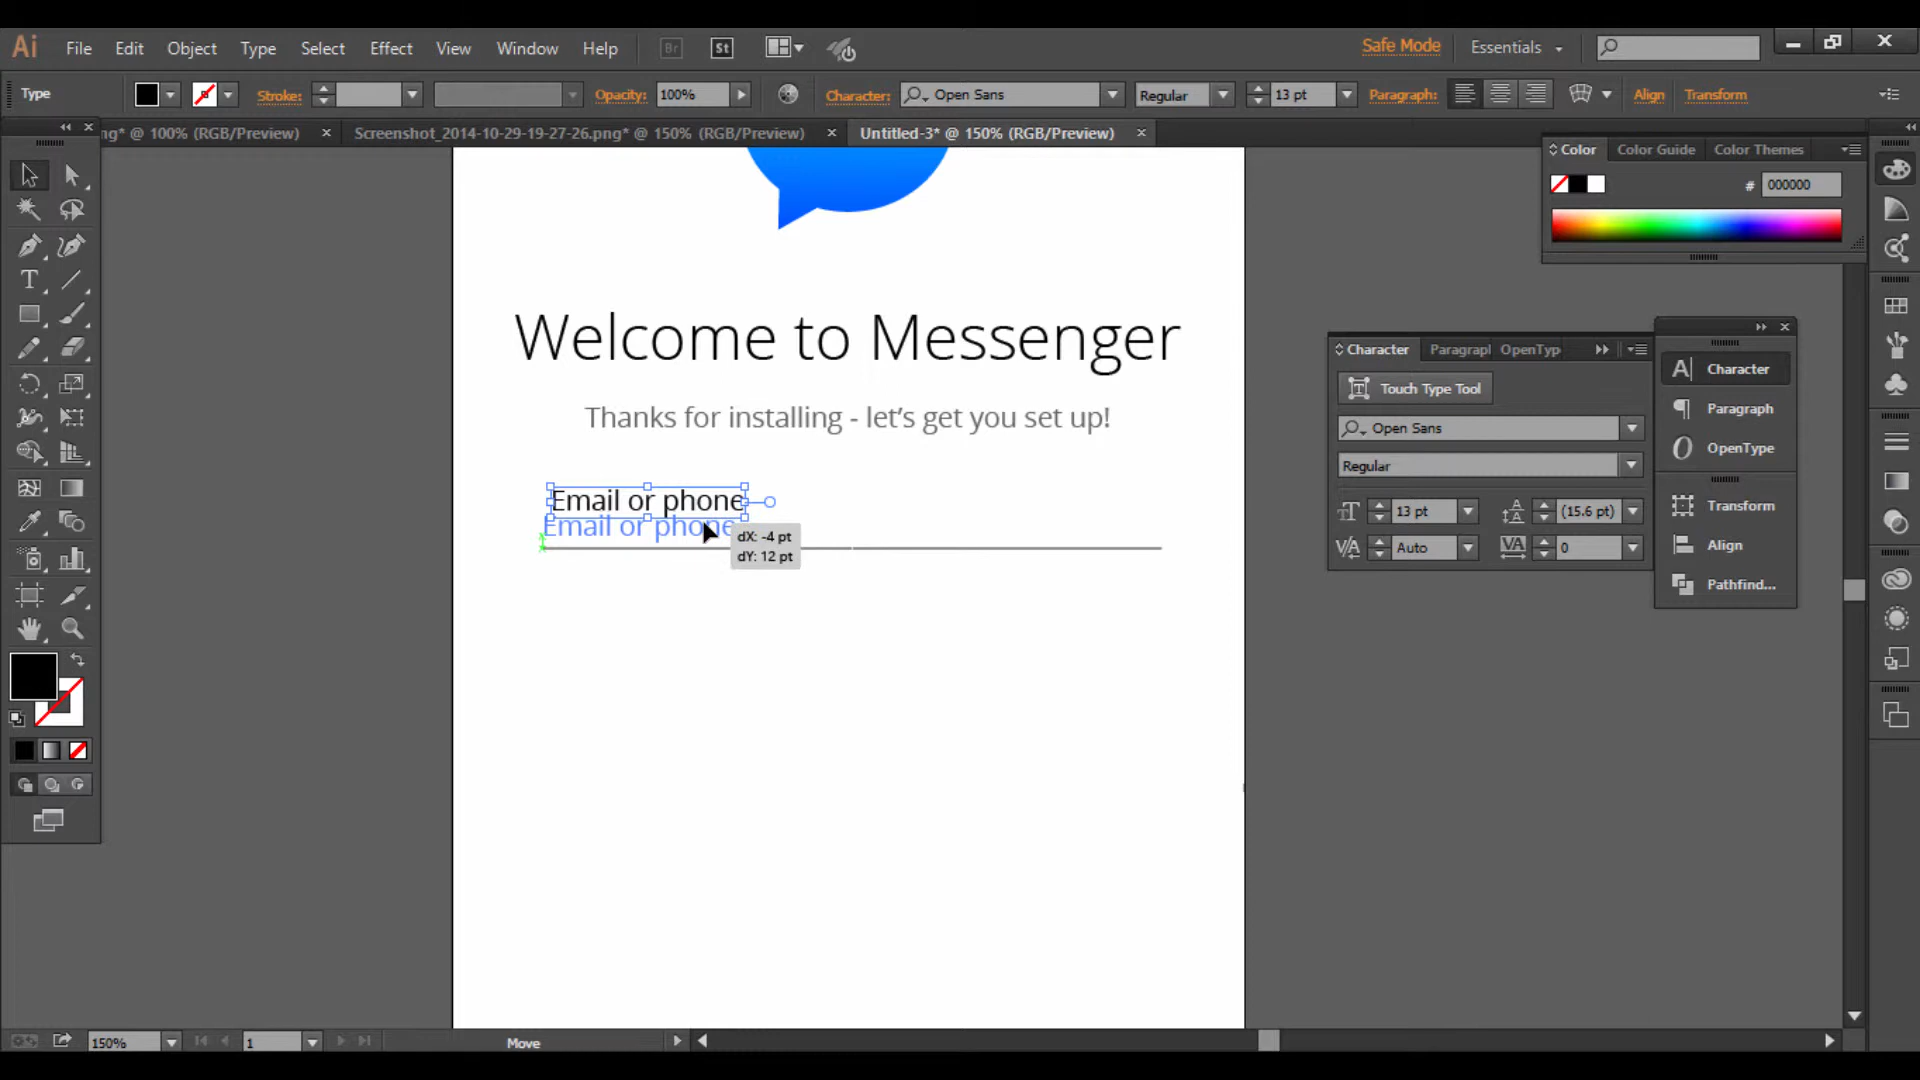 Ai File Edit Object Type Select Effect View Window Help Br St Safe Mode Essentials
Type Stroke: Opacity: 100% Character: Open Sans Regular 13 pt Paragraph: Align Transform
ng* @ 100% (RGB/Preview) Screenshot_2014-10-29-19-27-26.png* @ 150% (RGB/Preview) Untitled-3* @ 150% (RGB/Preview)
Color Color Guide Color Themes
# 000000
Welcome to Messenger
Thanks for installing - let’s get you set up!
Email or phone
Email or phone
dX: -4 pt
dY: 12 pt
Character Paragraph OpenTyp
Touch Type Tool
Open Sans
Regular
13 pt (15.6 pt)
Auto 0
Character
Paragraph
OpenType
Transform
Align
Pathfind...
150% 1 Move